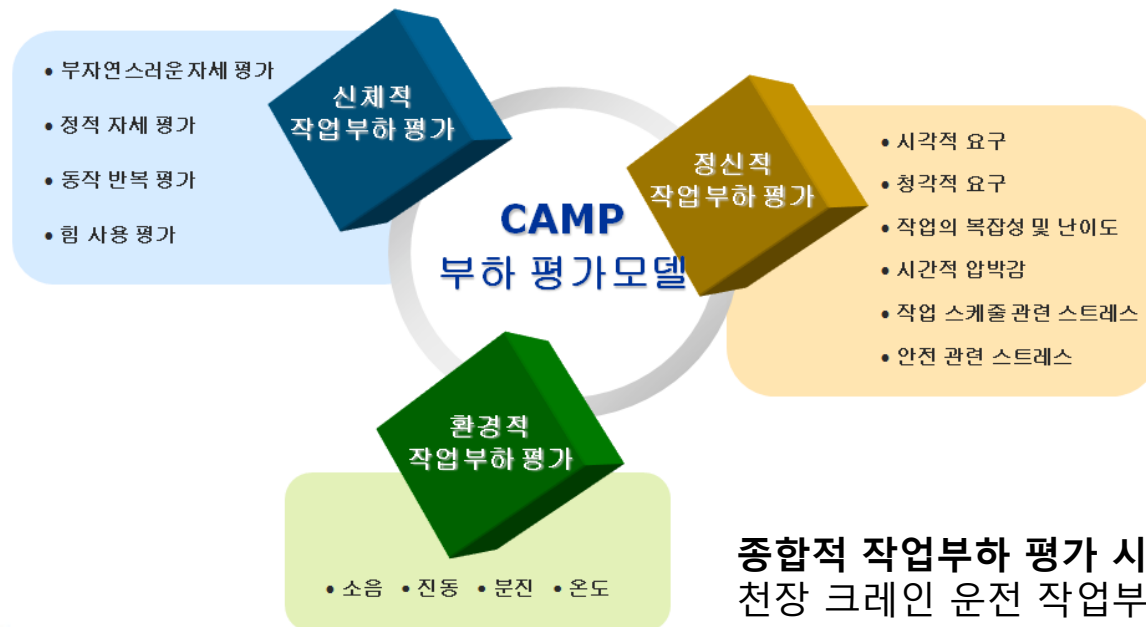 • 부자연스러운 자세 평가
• 정적 자세 평가
• 동작 반복 평가
• 힘 사용 평가
신체적
작업부하 평가
정신적
작업부하 평가
• 시각적 요구
• 청각적 요구
• 작업의 복잡성 및 난이도
• 시간적 압박감
• 작업 스케줄 관련 스트레스
• 안전 관련 스트레스
CAMP
부하 평가모델
환경적
작업부하 평가
• 소음 • 진동 • 분진 • 온도
종합적 작업부하 평가 시
천장 크레인 운전 작업부